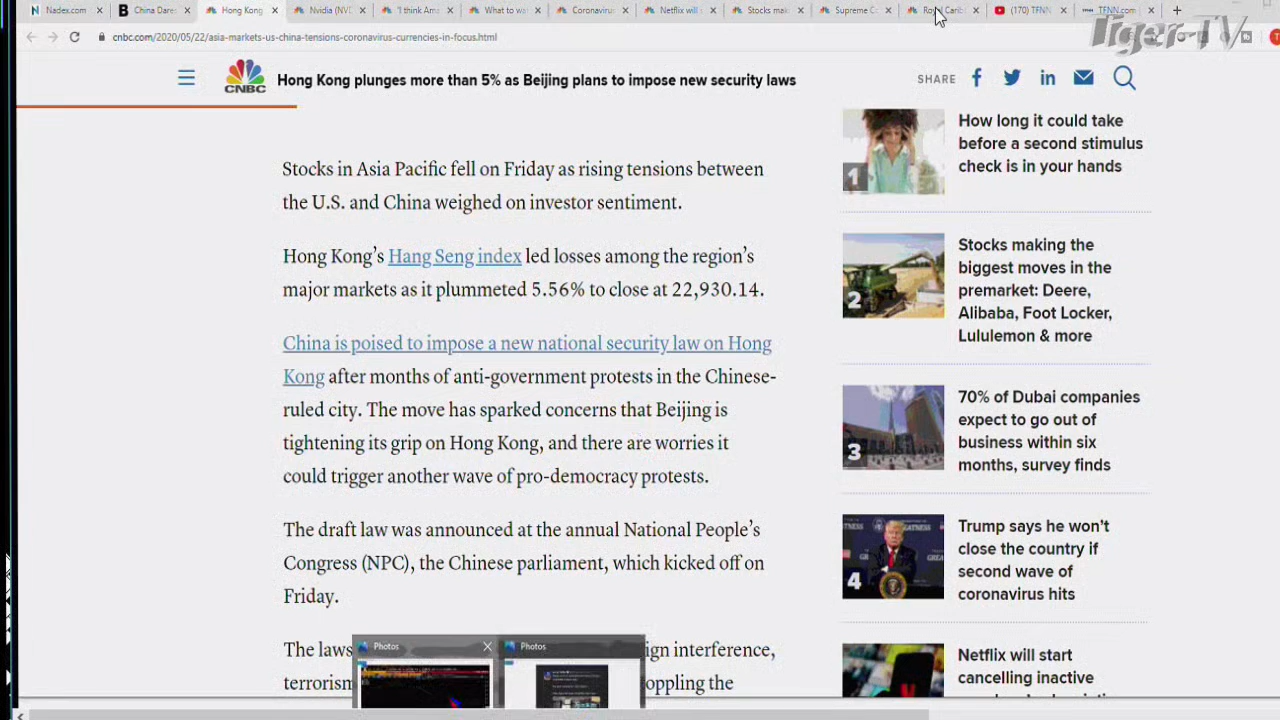 Nadex.com
China Dares
Hong Kong
Nvidia (NV
"I think Am
What to wa
Coronavirus
Netflix will
Stocks mak
Supreme C
Royal Carib
(170) TFNN
TFNN.com
cnbc.com/2020/05/22/asia-markets-us-china-tensions-coronavirus-currencies-in-focus.html
Tiger-TV
CNBC
Hong Kong plunges more than 5% as Beijing plans to impose new security laws
SHARE
Stocks in Asia Pacific fell on Friday as rising tensions between
the U.S. and China weighed on investor sentiment.
Hong Kong's Hang Seng index led losses among the region's
major markets as it plummeted 5.56% to close at 22,930.14.
China is poised to impose a new national security law on Hong
Kong after months of anti-government protests in the Chinese-
ruled city. The move has sparked concerns that Beijing is
tightening its grip on Hong Kong, and there are worries it
could trigger another wave of pro-democracy protests.
The draft law was announced at the annual National People's
Congress (NPC), the Chinese parliament, which kicked off on
Friday.
The laws
ign interference,
terrorism
oppling the
Photos
Photos
1
How long it could take
before a second stimulus
check is in your hands
2
Stocks making the
biggest moves in the
premarket: Deere,
Alibaba, Foot Locker,
Lululemon & more
3
70% of Dubai companies
expect to go out of
business within six
months, survey finds
4
Trump says he won't
close the country if
second wave of
coronavirus hits
Netflix will start
cancelling inactive